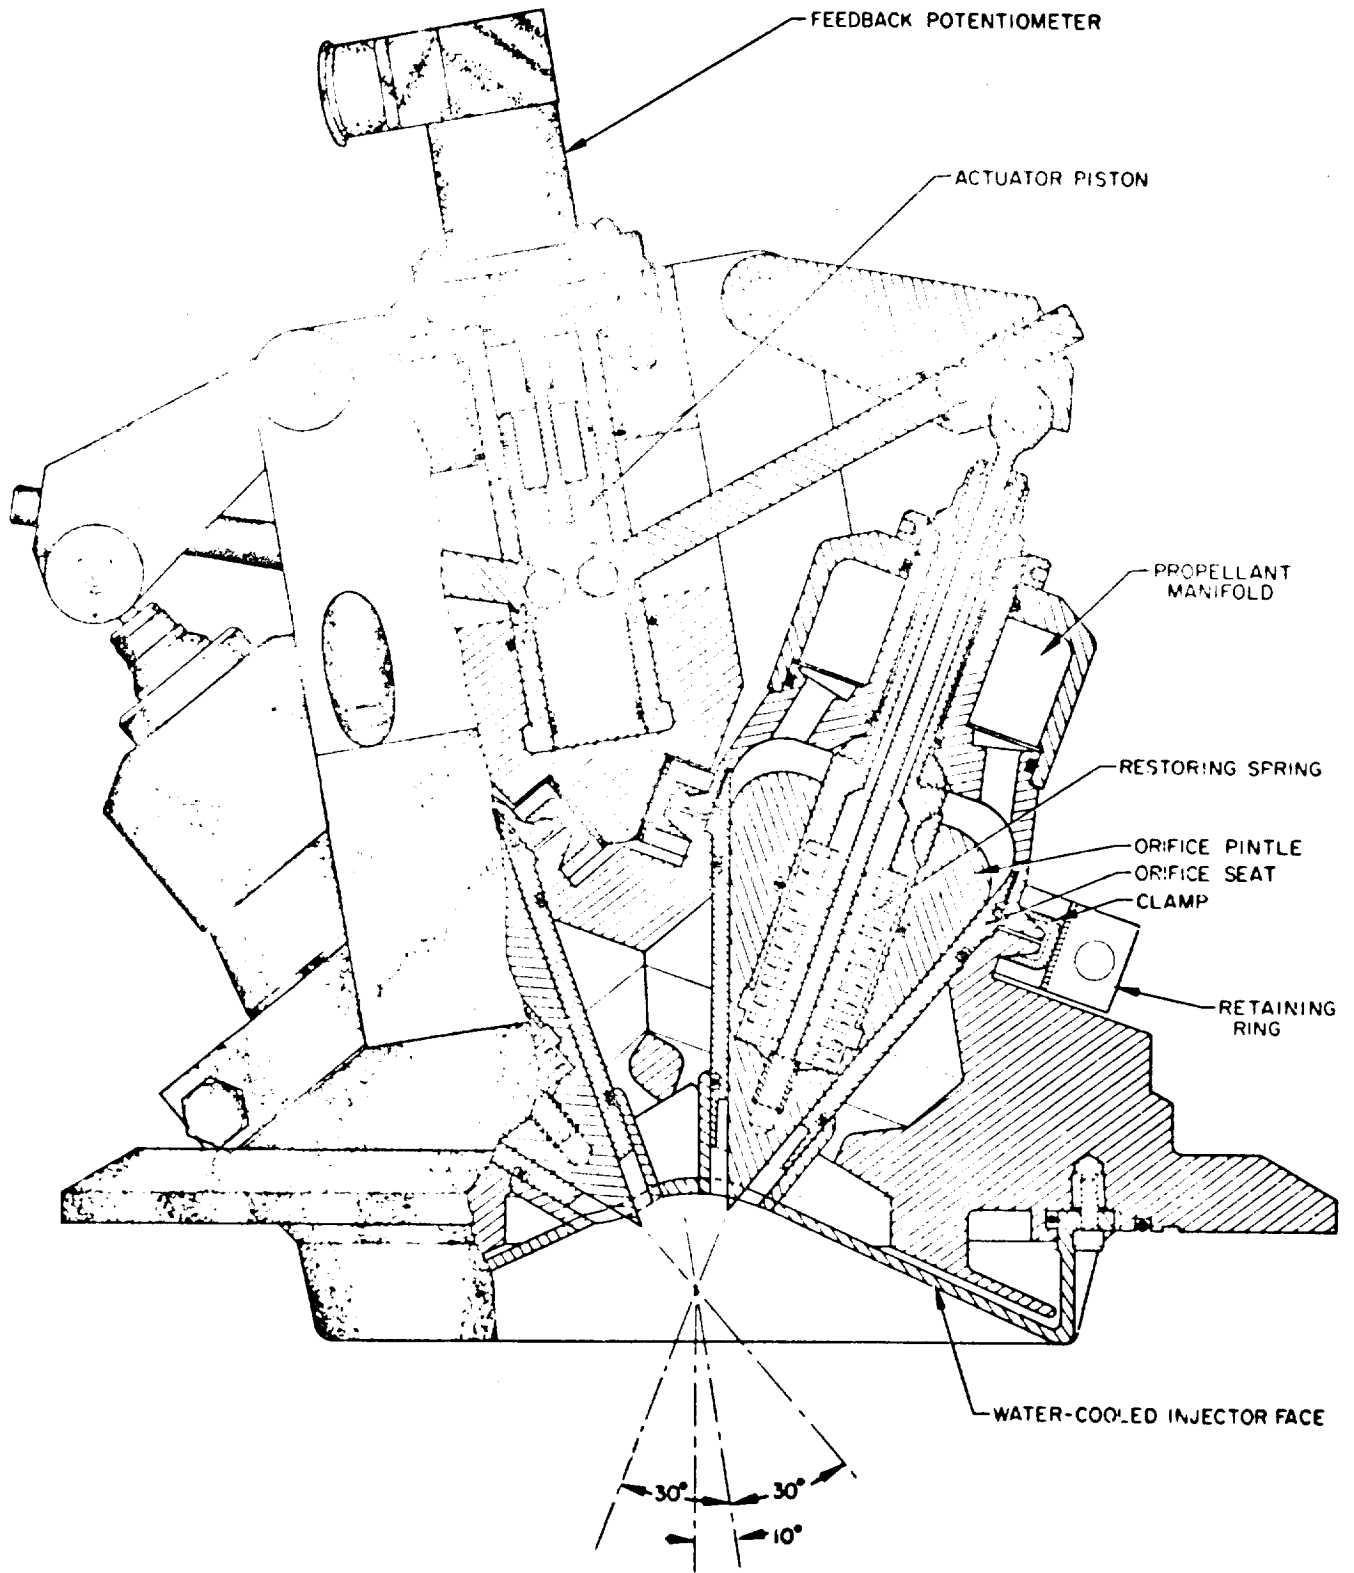 FEEDBACK POTENTIOMETER
ACTUATOR PISTON
PROPELLANT
MANIFOLD
RESTORING SPRING
ORIFICE PINTLE
ORIFICE SEAT
CLAMP
RETAINING
RING
WATER-COOLED INJECTOR FACE
30°
30°
10°